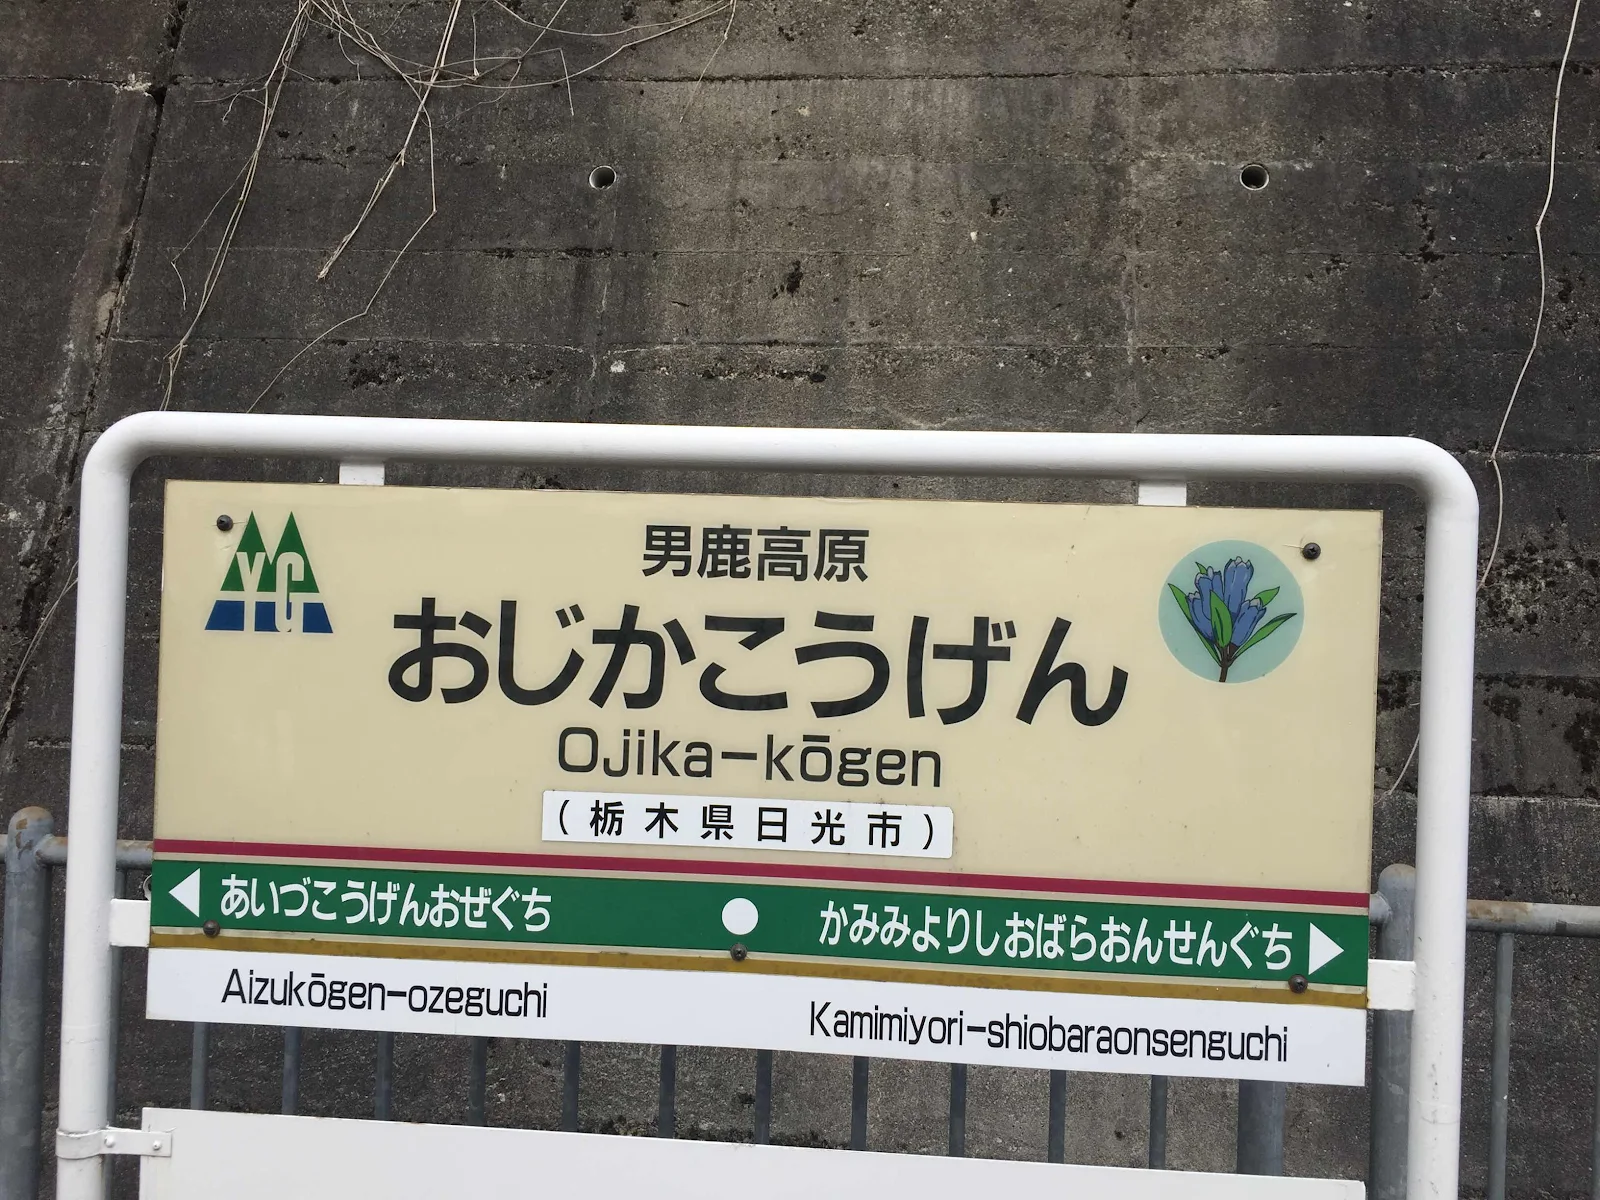 YG
男鹿高原
おじかこうげん
Ojika-kōgen
(栃木県日光市)
あいづこうげんおぜぐち
かみみよりしおばらおんせんぐち
Aizukōgen-ozeguchi
Kamimiyori-shiobaraonsenguchi